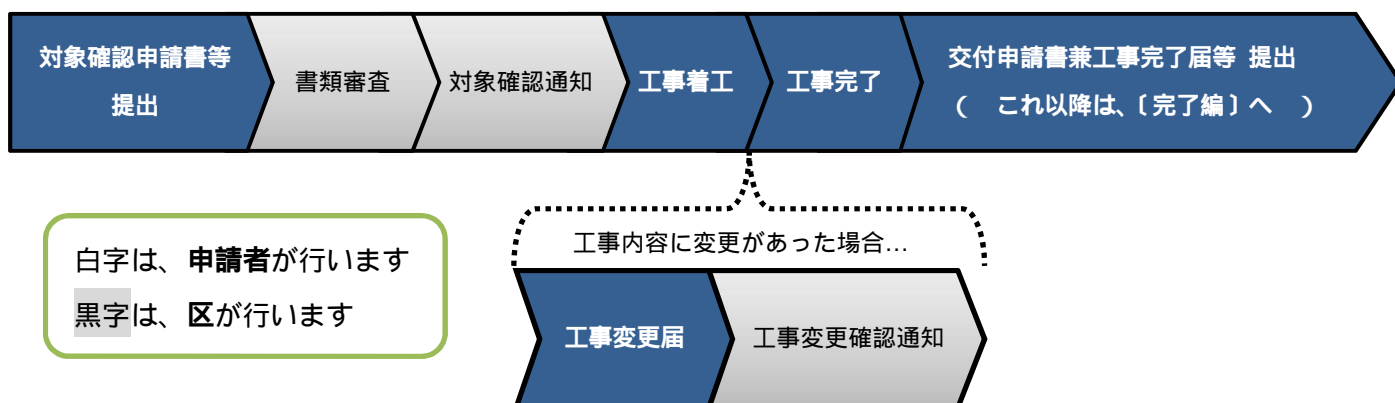 対象確認申請書等
提出
書類審査
対象確認通知
工事着工
工事完了
交付申請書兼工事完了届等 提出
( これ以降は、〔完了編〕へ )
工事内容に変更があった場合…
白字は、申請者が行います
黒字は、区が行います
工事変更届
工事変更確認通知